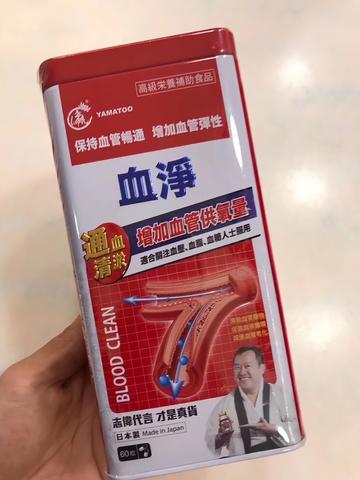 高級栄養補助食品
YAMATOO
保持血管暢通 增加血管彈性
血淨
通血
清淤
增加血管供氧量
適合關注血壓、血脂、血糖人士服用
BLOOD CLEAN
志偉代言 才是真貨
日本製 Made in Japan
60粒